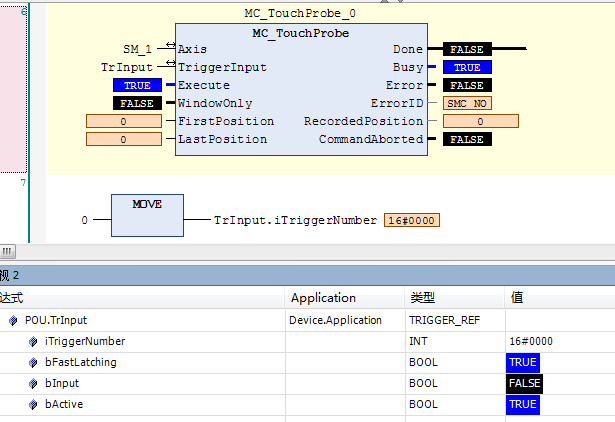 6
MC_TouchProbe_0
MC_TouchProbe
SM_1 Axis Done FALSE
TrInput TriggerInput Busy TRUE
TRUE Execute Error FALSE
FALSE WindowOnly ErrorID SMC_NO
0 FirstPosition RecordedPosition 0
0 LastPosition CommandAborted FALSE
7
MOVE
0 TrInput.iTriggerNumber 16#0000
视 2
达式 Application 类型 值
POU.TrInput Device.Application TRIGGER_REF
iTriggerNumber INT 16#0000
bFastLatching BOOL TRUE
bInput BOOL FALSE
bActive BOOL TRUE